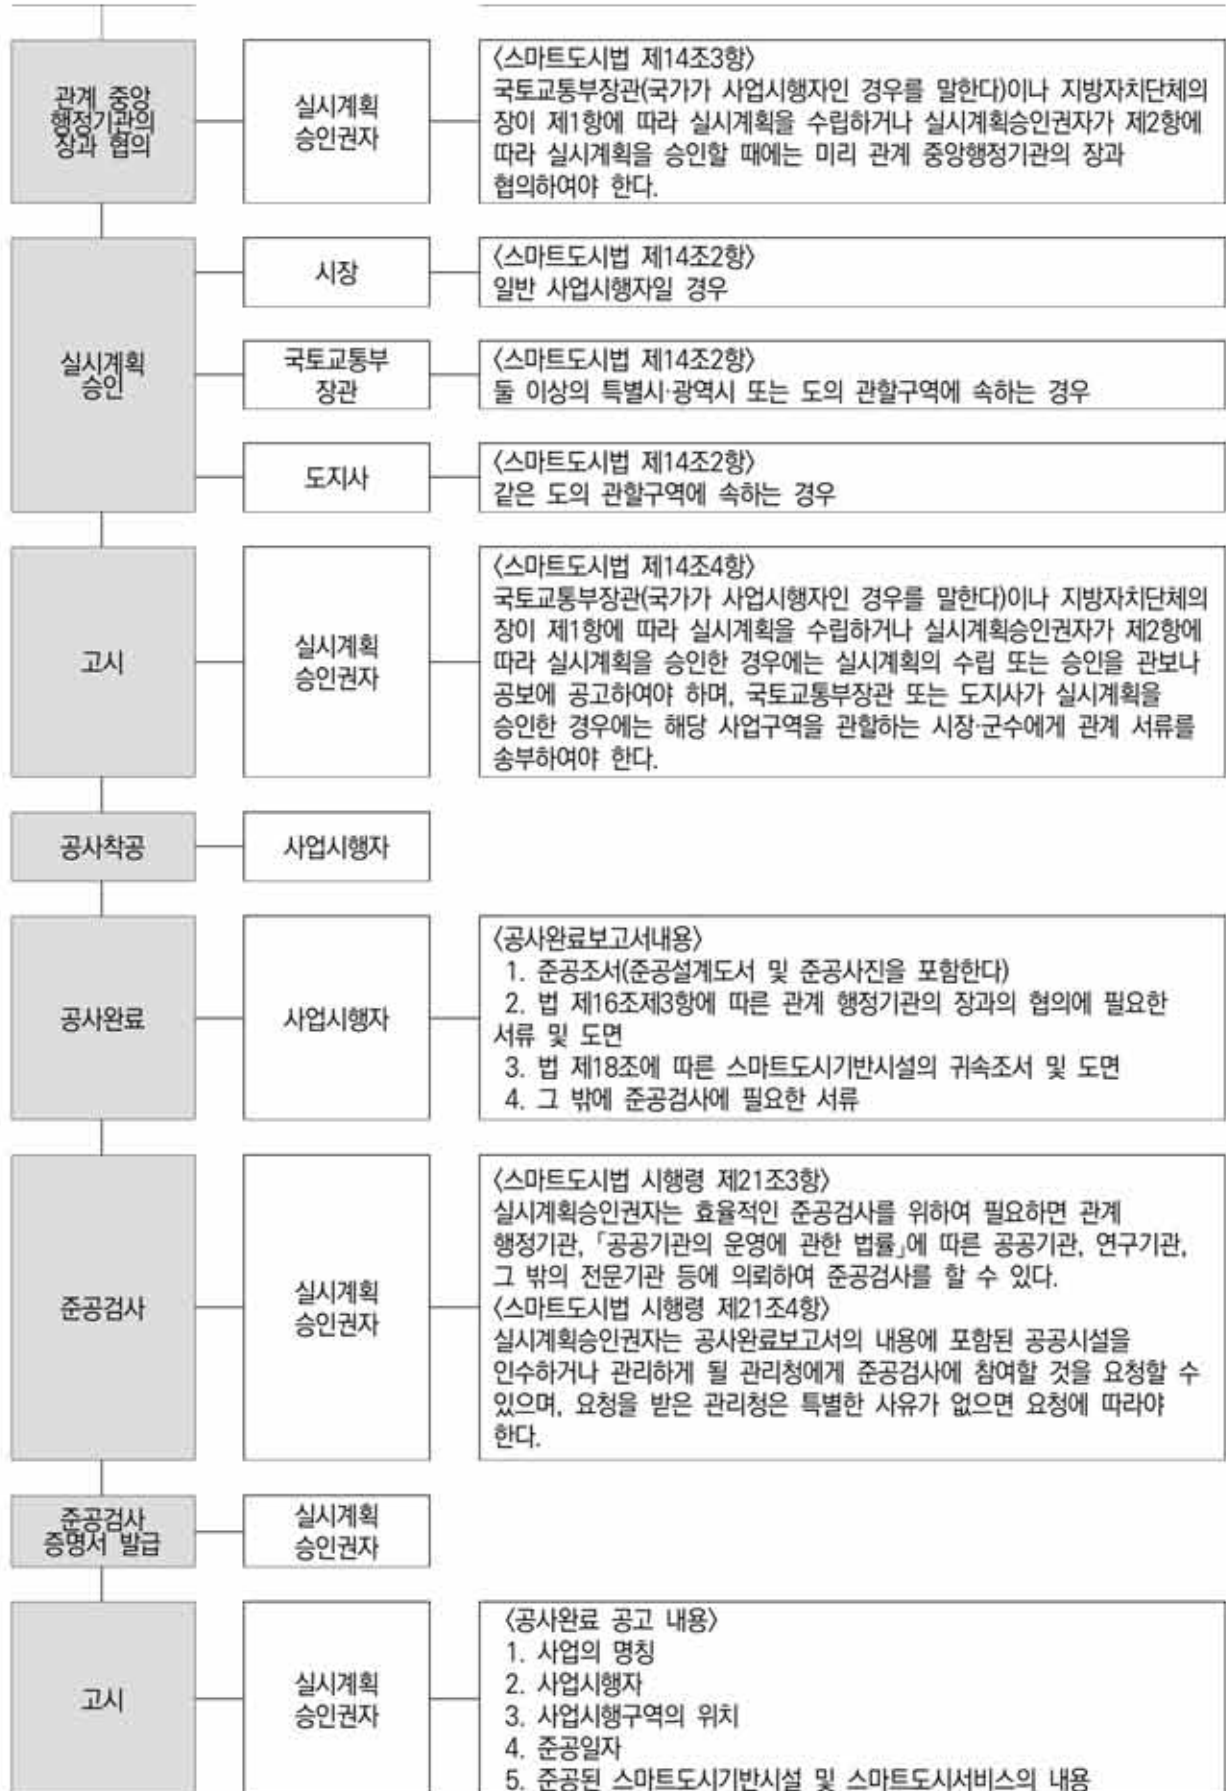 관계 중앙
행정기관의
장과 협의
실시계획
승인권자
〈스마트도시법 제14조3항〉
국토교통부장관(국가가 사업시행자인 경우를 말한다)이나 지방자치단체의
장이 제1항에 따라 실시계획을 수립하거나 실시계획승인권자가 제2항에
따라 실시계획을 승인할 때에는 미리 관계 중앙행정기관의 장과
협의하여야 한다.
실시계획
승인
시장
〈스마트도시법 제14조2항〉
일반 사업시행자일 경우
국토교통부
장관
〈스마트도시법 제14조2항〉
둘 이상의 특별시·광역시 또는 도의 관할구역에 속하는 경우
도지사
〈스마트도시법 제14조2항〉
같은 도의 관할구역에 속하는 경우
고시
실시계획
승인권자
〈스마트도시법 제14조4항〉
국토교통부장관(국가가 사업시행자인 경우를 말한다)이나 지방자치단체의
장이 제1항에 따라 실시계획을 수립하거나 실시계획승인권자가 제2항에
따라 실시계획을 승인한 경우에는 실시계획의 수립 또는 승인을 관보나
공보에 공고하여야 하며, 국토교통부장관 또는 도지사가 실시계획을
승인한 경우에는 해당 사업구역을 관할하는 시장·군수에게 관계 서류를
송부하여야 한다.
공사착공
사업시행자
공사완료
사업시행자
〈공사완료보고서내용〉
1. 준공조서(준공설계도서 및 준공사진을 포함한다)
2. 법 제16조제3항에 따른 관계 행정기관의 장과의 협의에 필요한
서류 및 도면
3. 법 제18조에 따른 스마트도시기반시설의 귀속조서 및 도면
4. 그 밖에 준공검사에 필요한 서류
준공검사
실시계획
승인권자
〈스마트도시법 시행령 제21조3항〉
실시계획승인권자는 효율적인 준공검사를 위하여 필요하면 관계
행정기관, 「공공기관의 운영에 관한 법률」에 따른 공공기관, 연구기관,
그 밖의 전문기관 등에 의뢰하여 준공검사를 할 수 있다.
〈스마트도시법 시행령 제21조4항〉
실시계획승인권자는 공사완료보고서의 내용에 포함된 공공시설을
인수하거나 관리하게 될 관리청에게 준공검사에 참여할 것을 요청할 수
있으며, 요청을 받은 관리청은 특별한 사유가 없으면 요청에 따라야
한다.
준공검사
증명서 발급
실시계획
승인권자
고시
실시계획
승인권자
〈공사완료 공고 내용〉
1. 사업의 명칭
2. 사업시행자
3. 사업시행구역의 위치
4. 준공일자
5. 준공된 스마트도시기반시설 및 스마트도시서비스의 내용